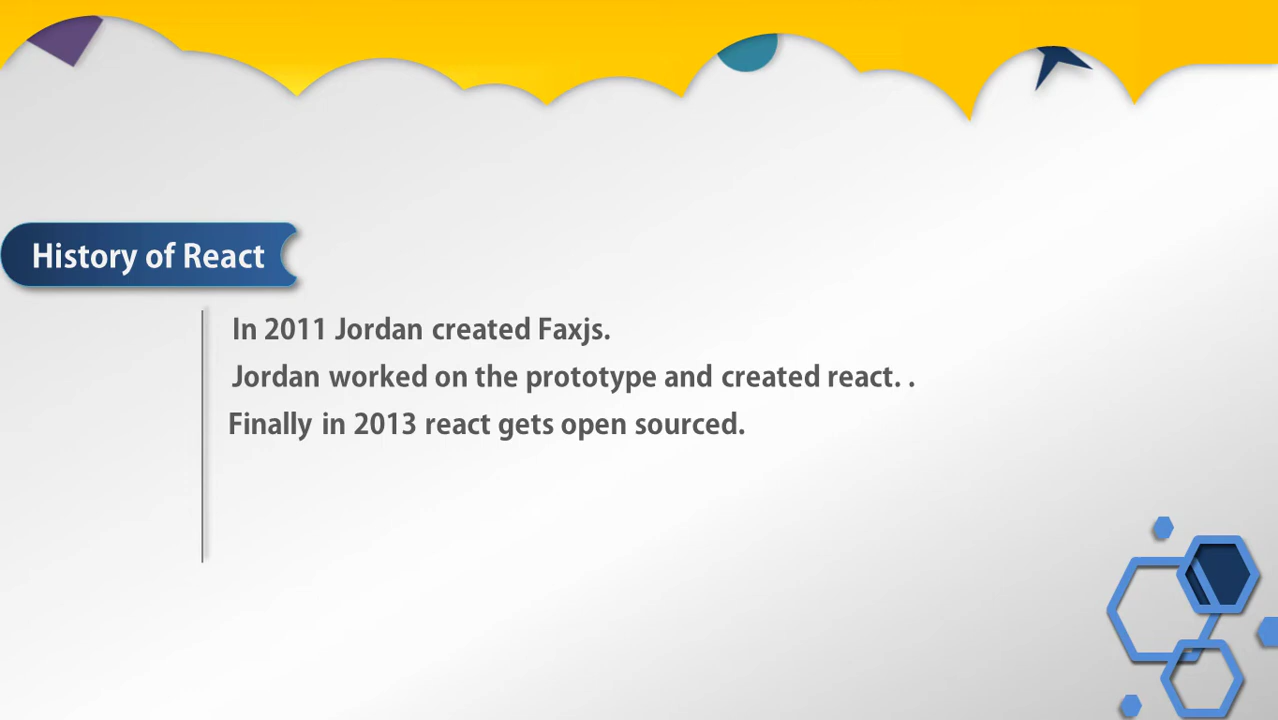 History of React
In 2011 Jordan created Faxjs.
Jordan worked on the prototype and created react. .
Finally in 2013 react gets open sourced.